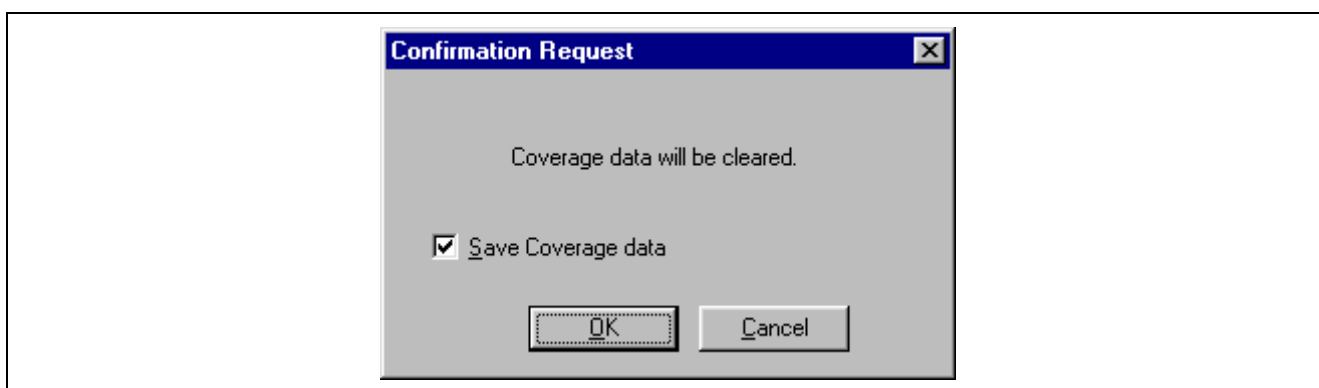 Confirmation Request
Coverage data will be cleared.
Save Coverage data
OK
Cancel